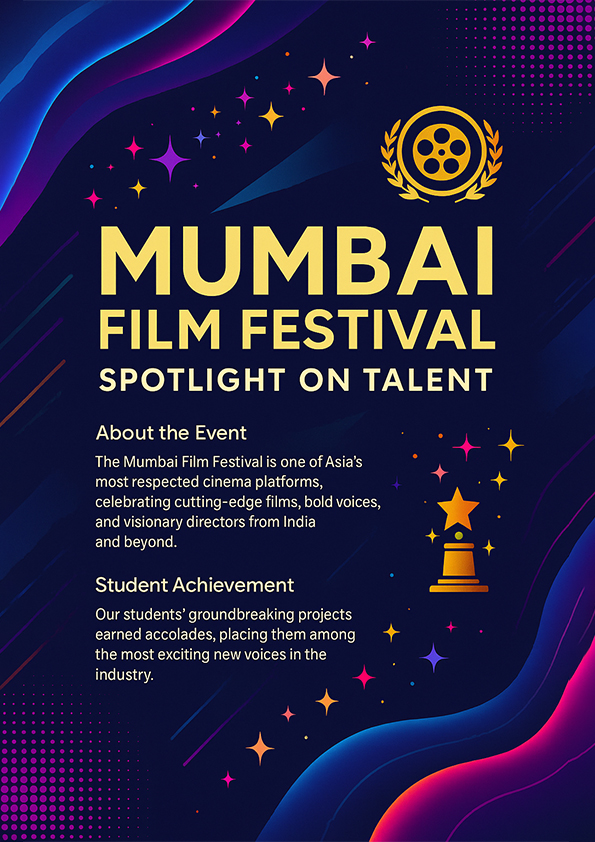 MUMBAI
FILM FESTIVAL
SPOTLIGHT ON TALENT
About the Event
The Mumbai Film Festival is one of Asia's
most respected cinema platforms,
celebrating cutting-edge films, bold voices,
and visionary directors from India
and beyond.
Student Achievement
Our students' groundbreaking projects
earned accolades, placing them among
the most exciting new voices in the
industry.